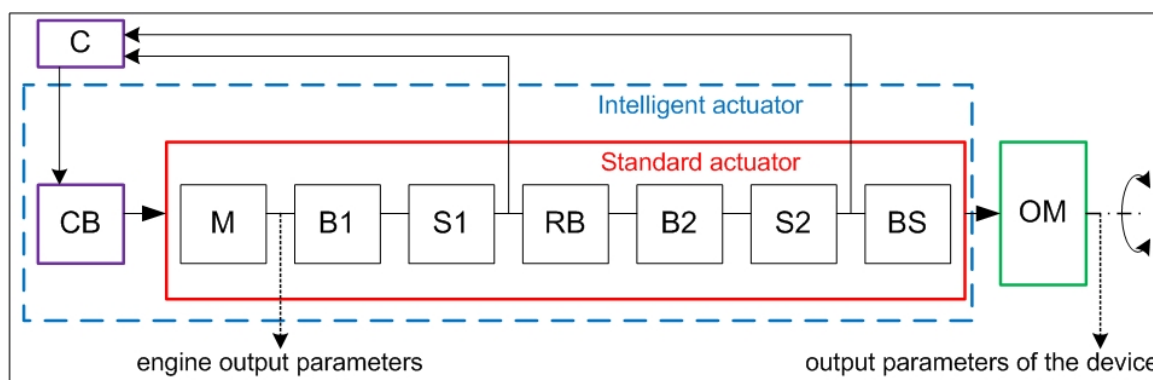 C
Intelligent actuator
Standard actuator
CB
M
B1
S1
RB
B2
S2
BS
OM
engine output parameters
output parameters of the device